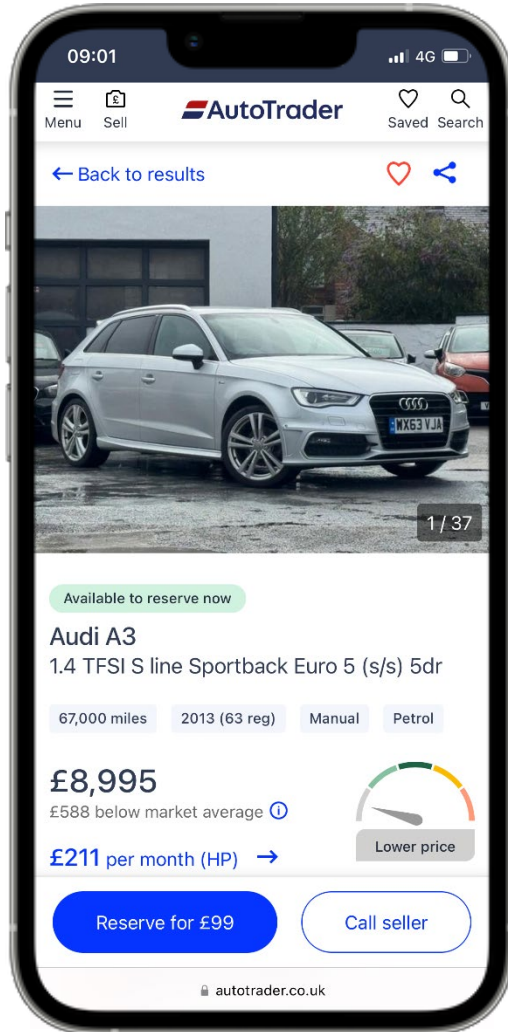 09:01 4G
Menu Sell AutoTrader Saved Search
← Back to results
WX63 VJA
1 / 37
Available to reserve now
Audi A3
1.4 TFSI S line Sportback Euro 5 (s/s) 5dr
67,000 miles 2013 (63 reg) Manual Petrol
£8,995
£588 below market average
Lower price
£211 per month (HP) →
Reserve for £99 Call seller
autotrader.co.uk